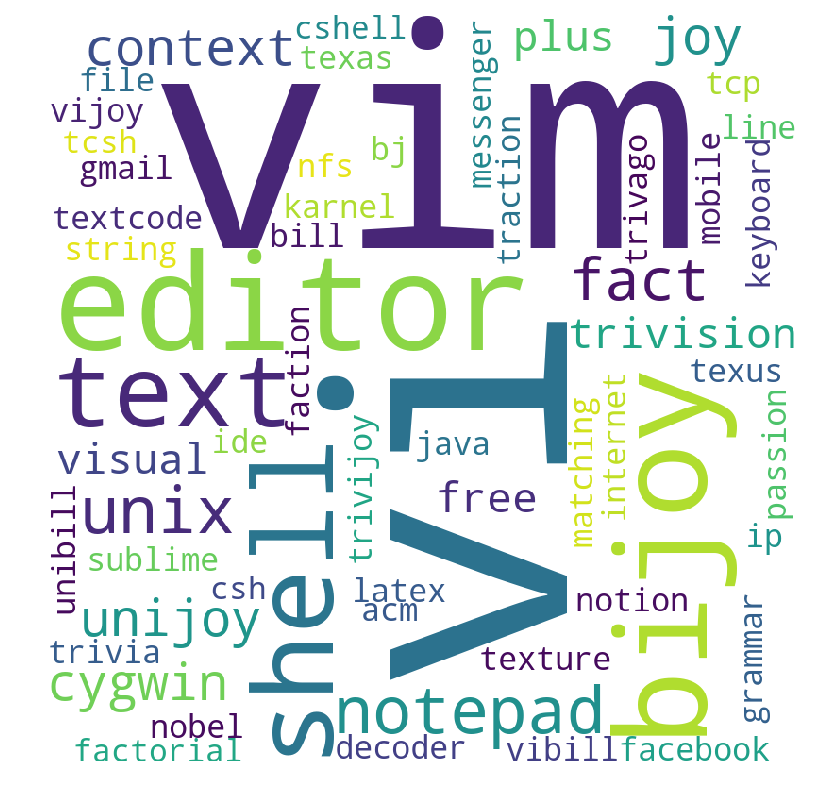 cshell
context
texas
plus
joy
file
vim
messenger
tcp
vijoy
line
tcsh
bj
gmail
nfs
traction
trivago
mobile
keyboard
karnel
textcode
bill
string
editor
fact
faction
trivision
text
vi
texus
bijoy
internet
matching
passion
ide
java
trivijoy
visual
shell
free
unix
unibill
ip
sublime
csh
latex
acm
notion
unijoy
grammar
trivia
texture
cygwin
notepad
nobel
factorial
decoder
vibill
facebook